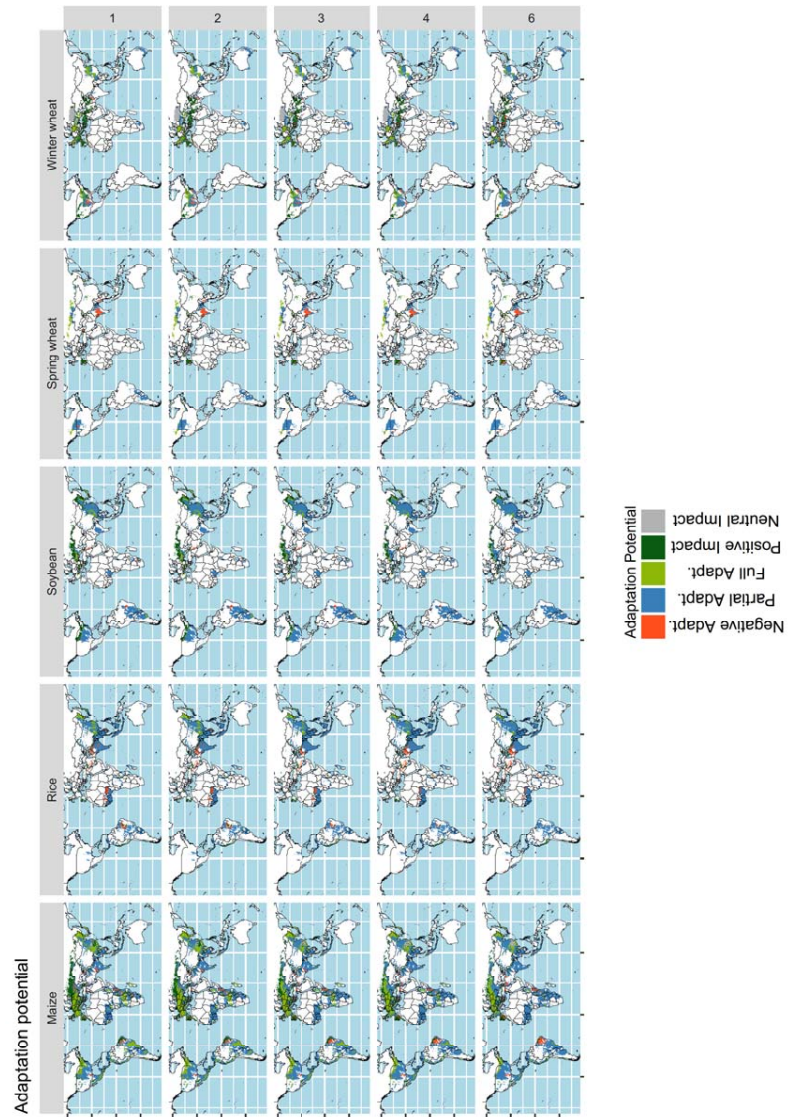 Adaptation potential
Maize
Rice
Soybean
Spring wheat
Winter wheat
1
2
3
4
6
Adaptation Potential
Negative Adapt.
Partial Adapt.
Full Adapt.
Positive Impact
Neutral Impact